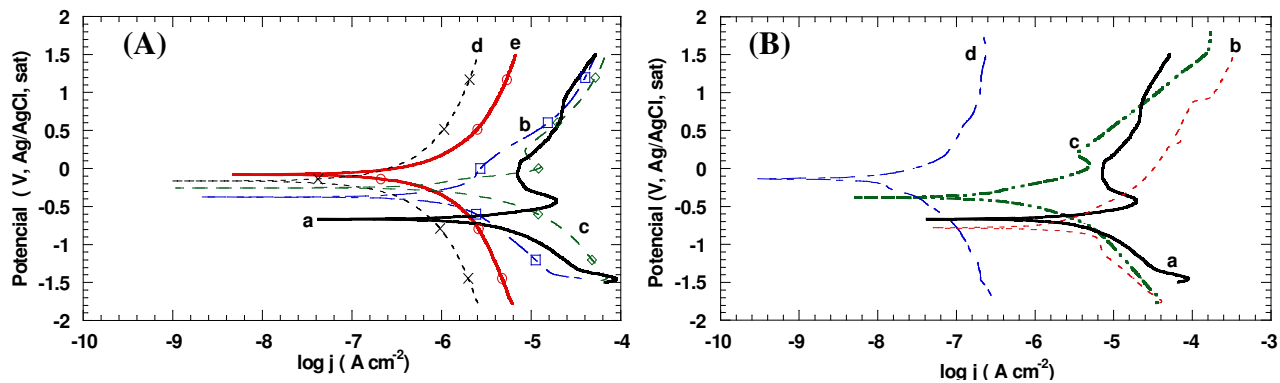 (A)
d
e
b
a
c
2
1.5
1
0.5
0
-0.5
-1
-1.5
-2
-10 -9 -8 -7 -6 -5 -4
Potencial (V, Ag/AgCl, sat)
log j ( A cm-2)
(B)
d
b
c
a
2
1.5
1
0.5
0
-0.5
-1
-1.5
-2
-10 -9 -8 -7 -6 -5 -4 -3
Potencial (V, Ag/AgCl, sat)
log j ( A cm-2)